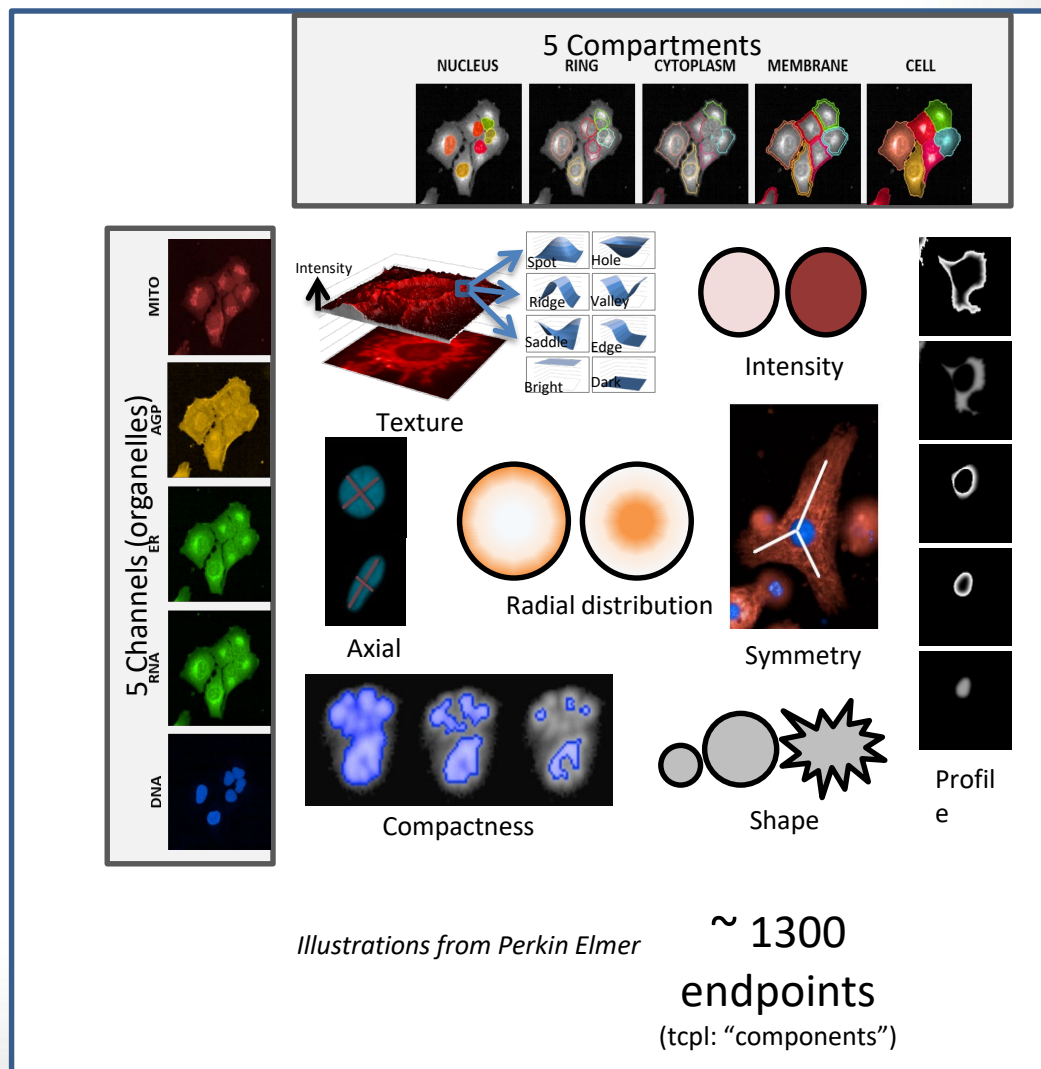 5 Compartments
NUCLEUS
RING
CYTOPLASM
MEMBRANE
CELL
5 Channels (organelles)
MITO
AGP
ER
RNA
DNA
Intensity
Spot
Hole
Ridge
Valley
Saddle
Edge
Bright
Dark
Texture
Intensity
Axial
Radial distribution
Symmetry
Compactness
Shape
Profil
e
Illustrations from Perkin Elmer
~ 1300
endpoints
(tcpl: “components”)